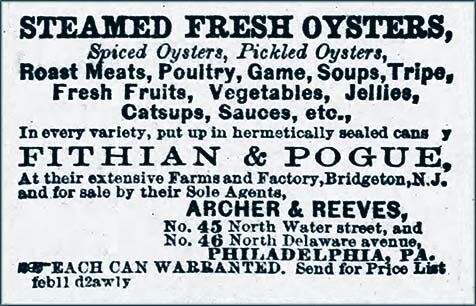 STEAMED FRESH OYSTERS,
Spiced Oysters, Pickled Oysters,
Roast Meats, Poultry, Game, Soups, Tripe,
Fresh Fruits, Vegetables, Jellies,
Catsups, Sauces, etc.,
In every variety, put up in hermetically sealed cans y
FITHIAN & POGUE,
At their extensive Farms and Factory, Bridgeton, N.J.
and for sale by their Sole Agents,
ARCHER & REEVES,
No. 45 North Water street, and
No. 46 North Delaware avenue,
PHILADELPHIA, PA.
☞EACH CAN WARRANTED. Send for Price List
feb11 d2awly